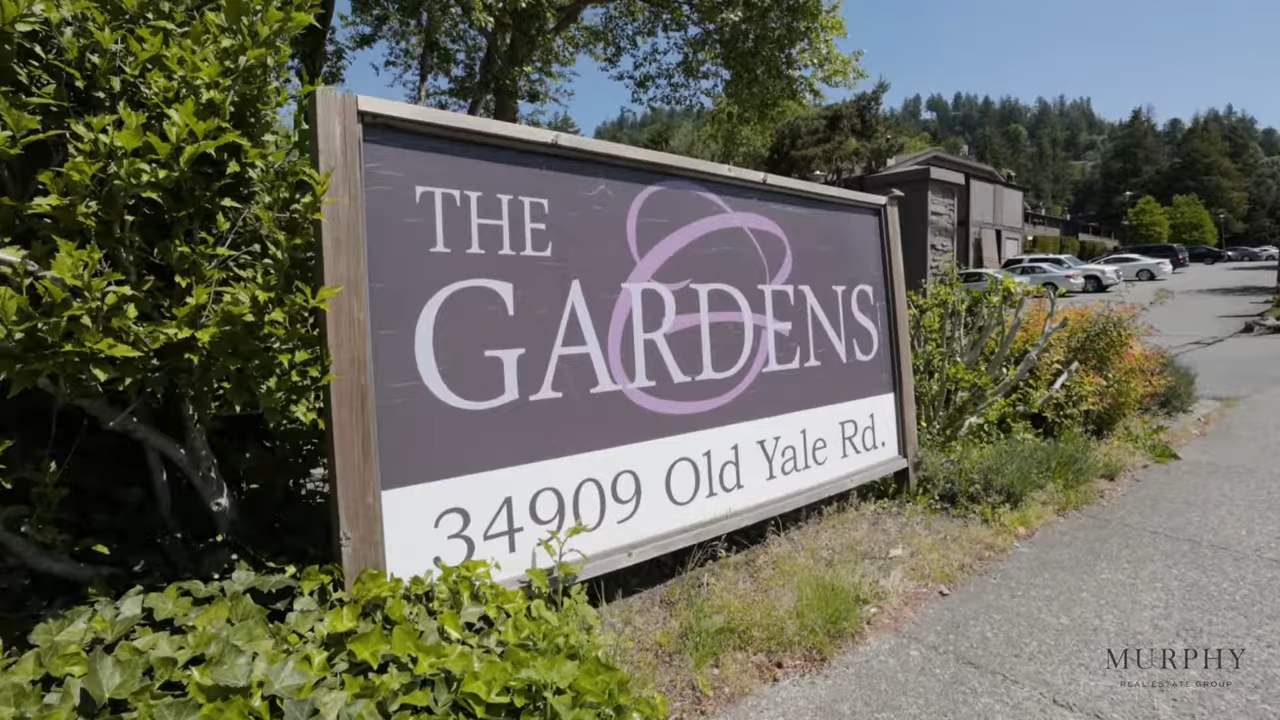 THE
GARDENS
34909 Old Yale Rd.
MURPHY
REAL ESTATE GROUP